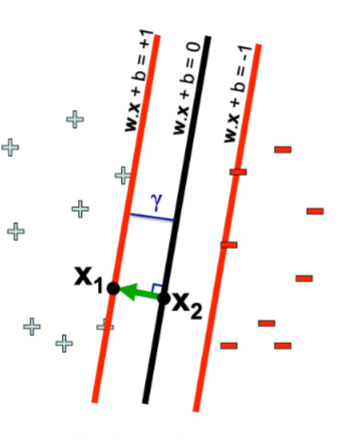 w.x + b = +1
w.x + b = 0
w.x + b = -1
γ
x₁
x₂